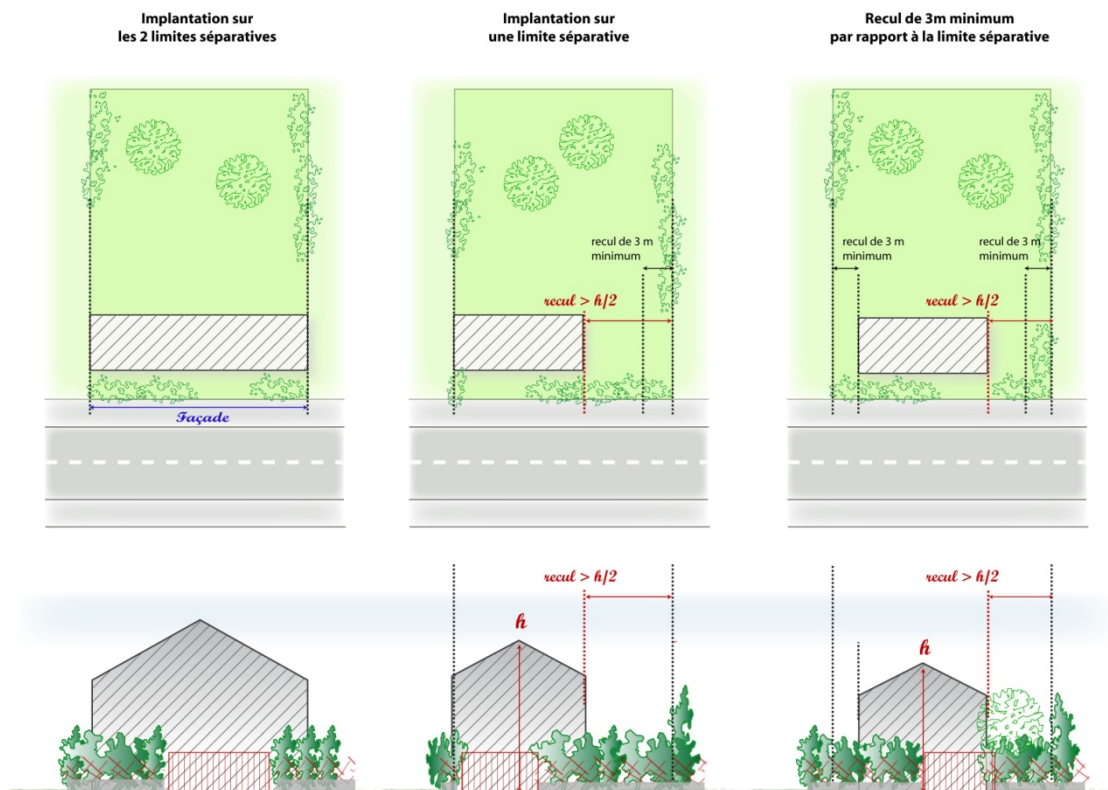 Implantation sur
les 2 limites séparatives
Implantation sur
une limite séparative
Recul de 3m minimum
par rapport à la limite séparative
recul de 3 m
minimum
recul > h/2
recul de 3 m
minimum
recul de 3 m
minimum
recul > h/2
Façade
recul > h/2
h
recul > h/2
h